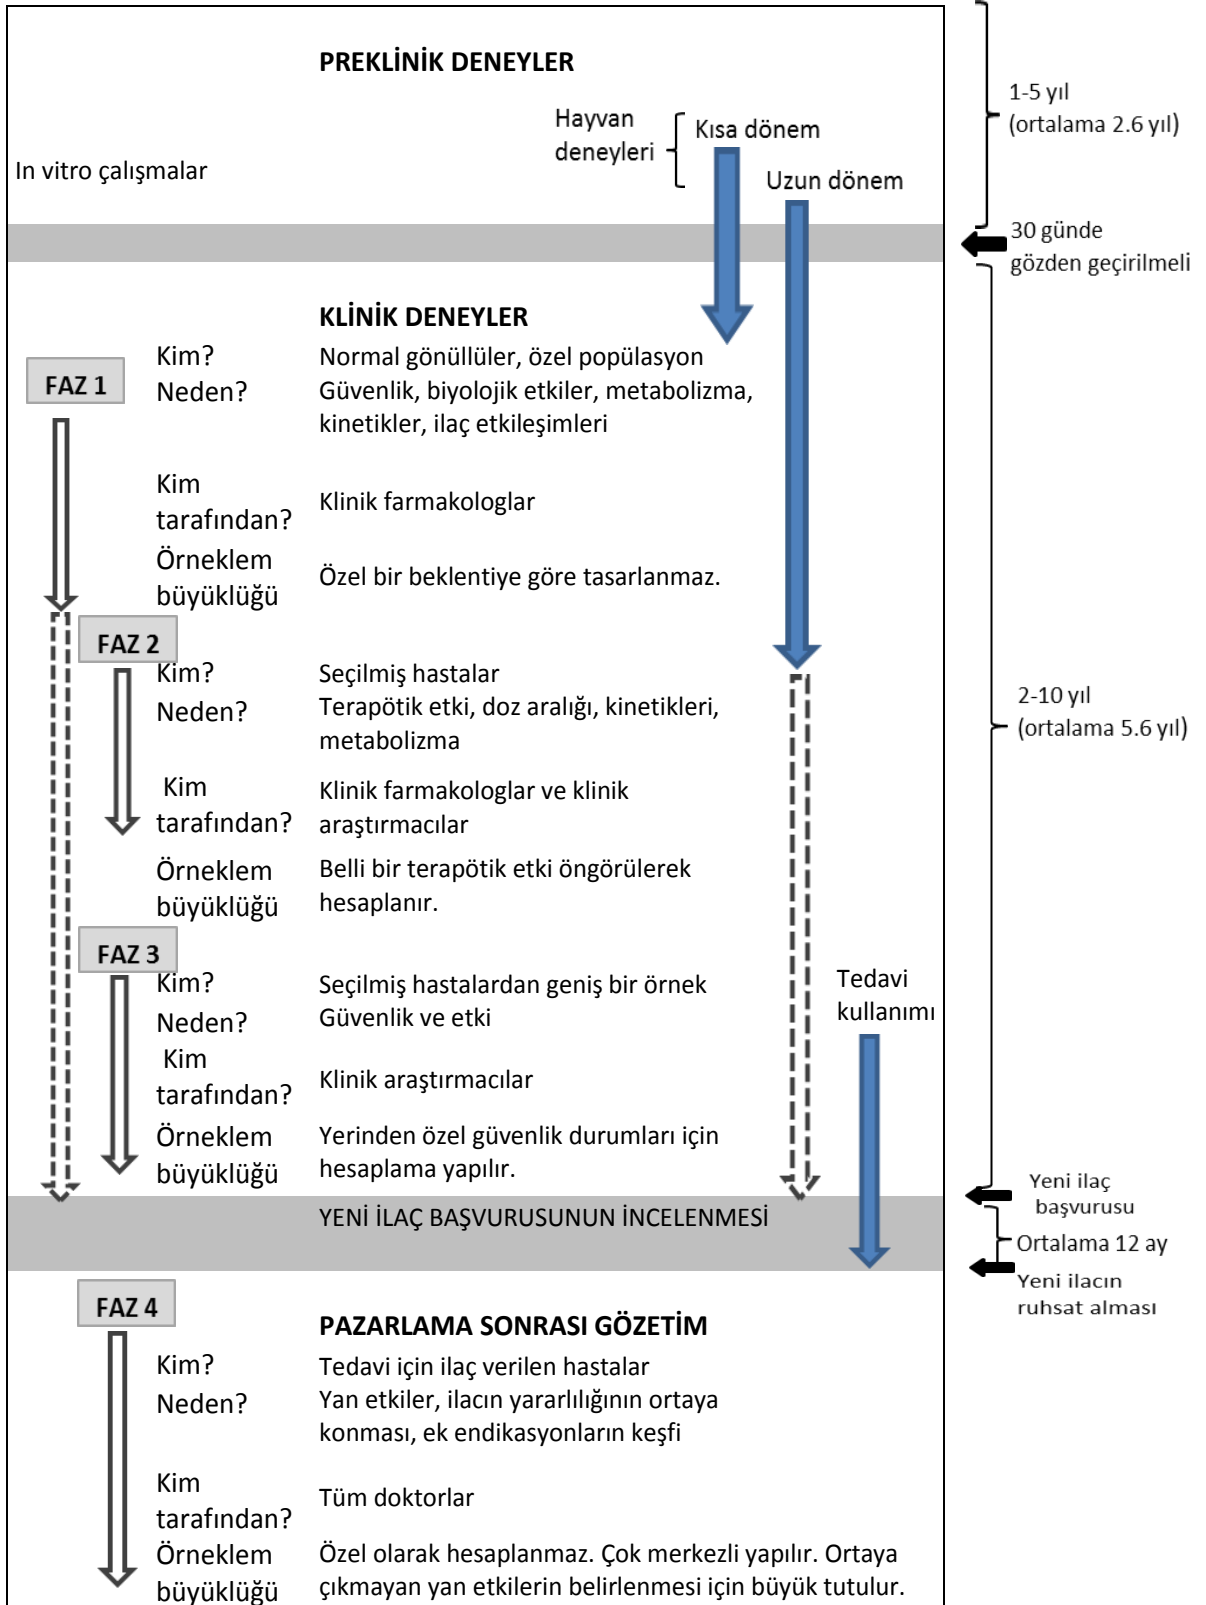 PREKLİNİK DENEYLER
Hayvan
deneyleri
Kısa dönem
Uzun dönem
In vitro çalışmalar
1-5 yıl
(ortalama 2.6 yıl)
30 günde
gözden geçirilmeli
KLİNİK DENEYLER
FAZ 1
Kim?
Normal gönüllüler, özel popülasyon
Neden?
Güvenlik, biyolojik etkiler, metabolizma,
kinetikler, ilaç etkileşimleri
Kim
tarafından?
Klinik farmakologlar
Örneklem
büyüklüğü
Özel bir beklentiye göre tasarlanmaz.
FAZ 2
Kim?
Seçilmiş hastalar
Neden?
Terapötik etki, doz aralığı, kinetikleri,
metabolizma
Kim
tarafından?
Klinik farmakologlar ve klinik
araştırmacılar
Örneklem
büyüklüğü
Belli bir terapötik etki öngörülerek
hesaplanır.
2-10 yıl
(ortalama 5.6 yıl)
FAZ 3
Kim?
Seçilmiş hastalardan geniş bir örnek
Neden?
Güvenlik ve etki
Kim
tarafından?
Klinik araştırmacılar
Örneklem
büyüklüğü
Yerinden özel güvenlik durumları için
hesaplama yapılır.
Tedavi
kullanımı
YENİ İLAÇ BAŞVURUSUNUN İNCELENMESİ
Yeni ilaç
başvurusu
Ortalama 12 ay
Yeni ilacın
ruhsat alması
FAZ 4
PAZARLAMA SONRASI GÖZETİM
Kim?
Tedavi için ilaç verilen hastalar
Neden?
Yan etkiler, ilacın yararlılığının ortaya
konması, ek endikasyonların keşfi
Kim
tarafından?
Tüm doktorlar
Örneklem
büyüklüğü
Özel olarak hesaplanmaz. Çok merkezli yapılır. Ortaya
çıkmayan yan etkilerin belirlenmesi için büyük tutulur.